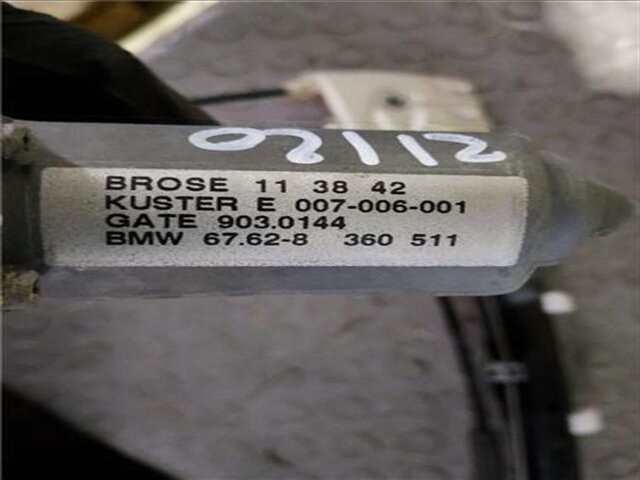 02112
BROSE 11 38 42
KUSTER E 007-006-001
GATE 903.0144
BMW 67.62-8 360 511